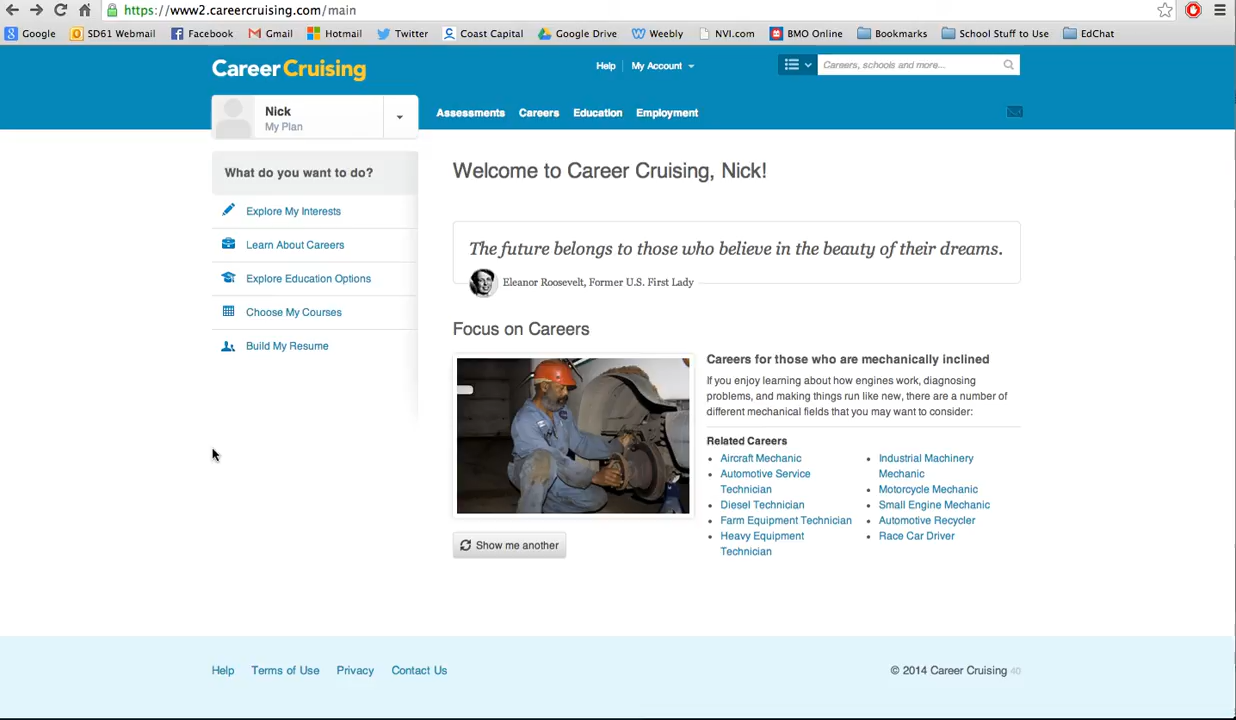 https://www2.careercruising.com/main
Google SD61 Webmail Facebook Gmail Hotmail Twitter Coast Capital Google Drive Weebly NVI.com BMO Online Bookmarks School Stuff to Use EdChat
Career Cruising
Help My Account Careers, schools and more...
Nick
My Plan
Assessments Careers Education Employment
What do you want to do?
Explore My Interests
Learn About Careers
Explore Education Options
Choose My Courses
Build My Resume
Welcome to Career Cruising, Nick!
The future belongs to those who believe in the beauty of their dreams.
Eleanor Roosevelt, Former U.S. First Lady
Focus on Careers
Show me another
Careers for those who are mechanically inclined
If you enjoy learning about how engines work, diagnosing
problems, and making things run like new, there are a number of
different mechanical fields that you may want to consider:
Related Careers
Aircraft Mechanic
Automotive Service
Technician
Diesel Technician
Farm Equipment Technician
Heavy Equipment
Technician
Industrial Machinery
Mechanic
Motorcycle Mechanic
Small Engine Mechanic
Automotive Recycler
Race Car Driver
Help Terms of Use Privacy Contact Us
© 2014 Career Cruising 40